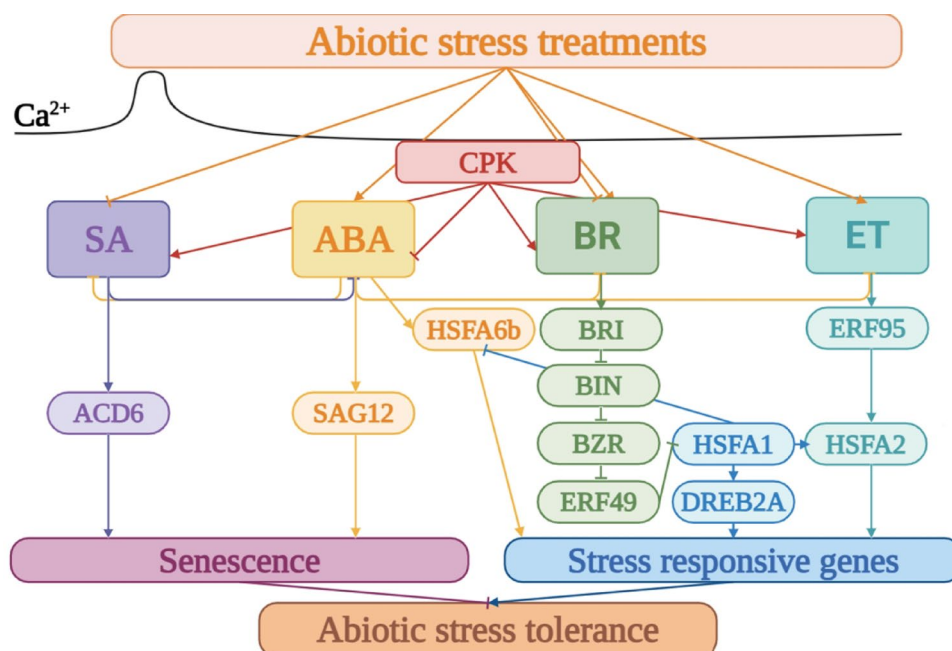 Abiotic stress treatments
Ca²⁺
CPK
SA
ABA
BR
ET
HSFA6b
BRI
ERF95
BIN
ACD6
SAG12
BZR
HSFA1
HSFA2
ERF49
DREB2A
Senescence
Stress responsive genes
Abiotic stress tolerance